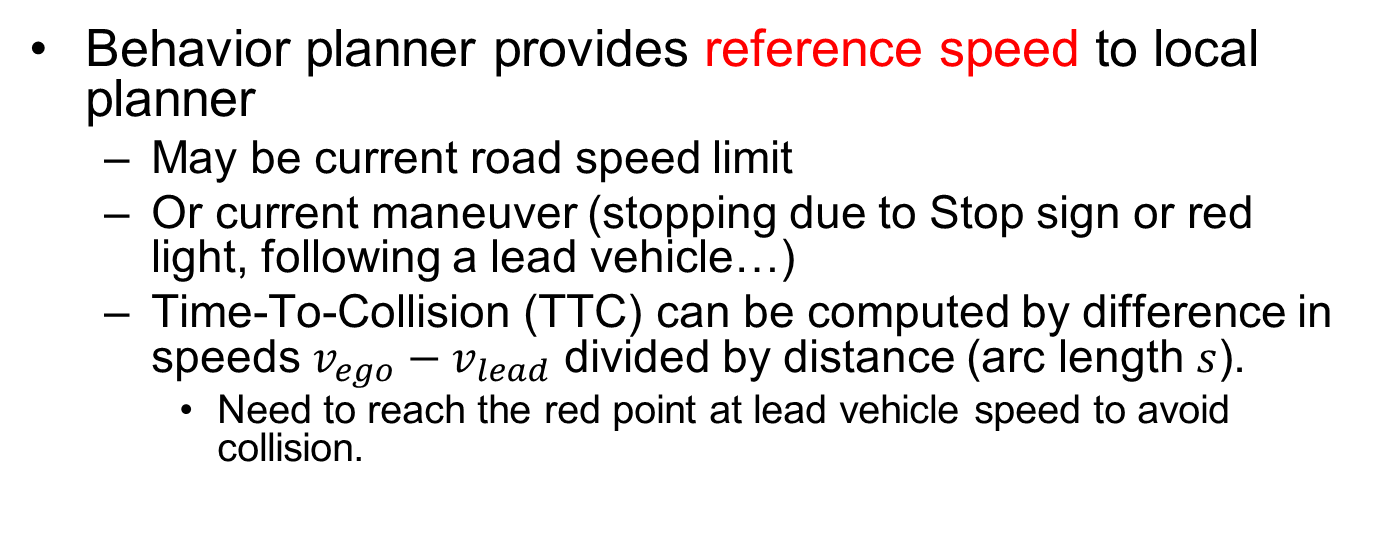 • Behavior planner provides reference speed to local
planner
– May be current road speed limit
– Or current maneuver (stopping due to Stop sign or red
light, following a lead vehicle…)
– Time-To-Collision (TTC) can be computed by difference in
speeds 𝑣𝑒𝑔𝑜 − 𝑣𝑙𝑒𝑎𝑑 divided by distance (arc length 𝑠).
• Need to reach the red point at lead vehicle speed to avoid
collision.